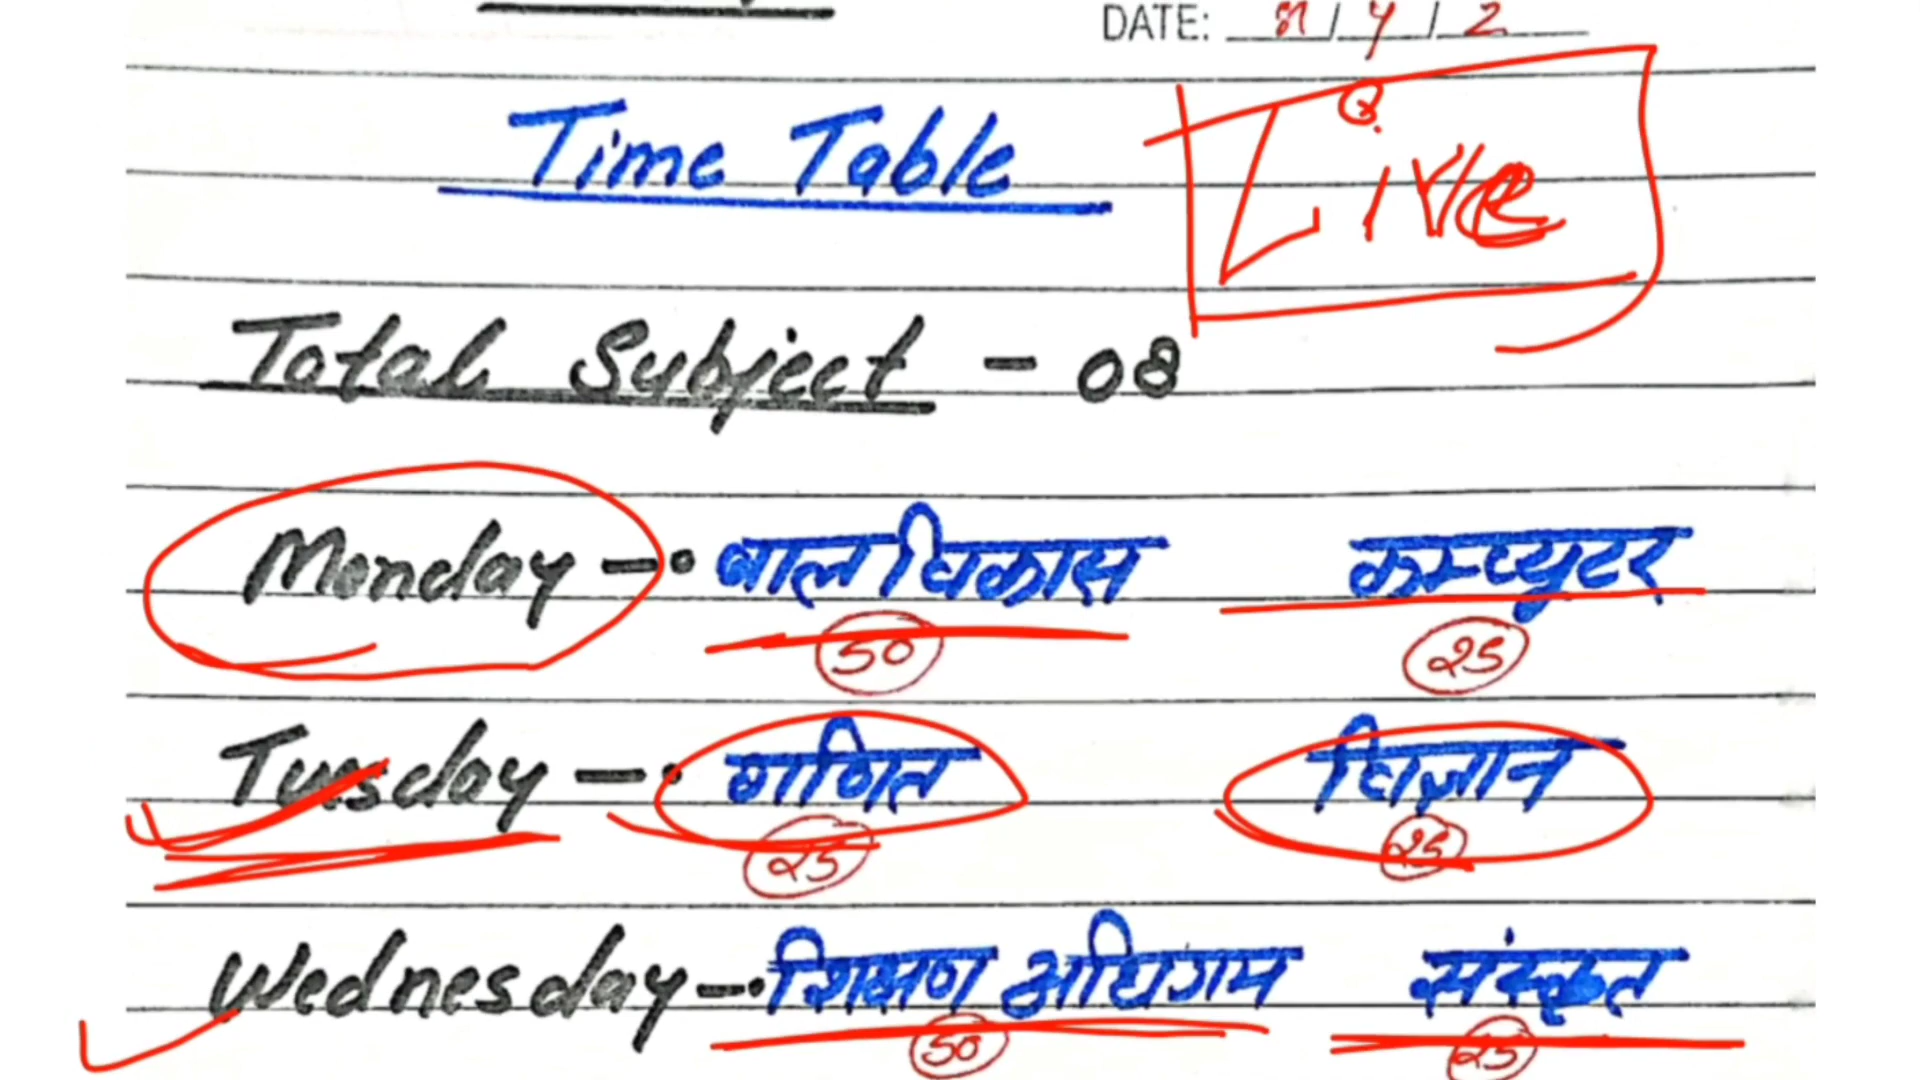 DATE:
Time Table
Live
Total Subject - 08
Monday - बाल विकास कम्प्युटर
50 25
Tuesday - गणित विज्ञान
25 25
Wednesday - शिक्षण अधिगम संस्कृत
50 25